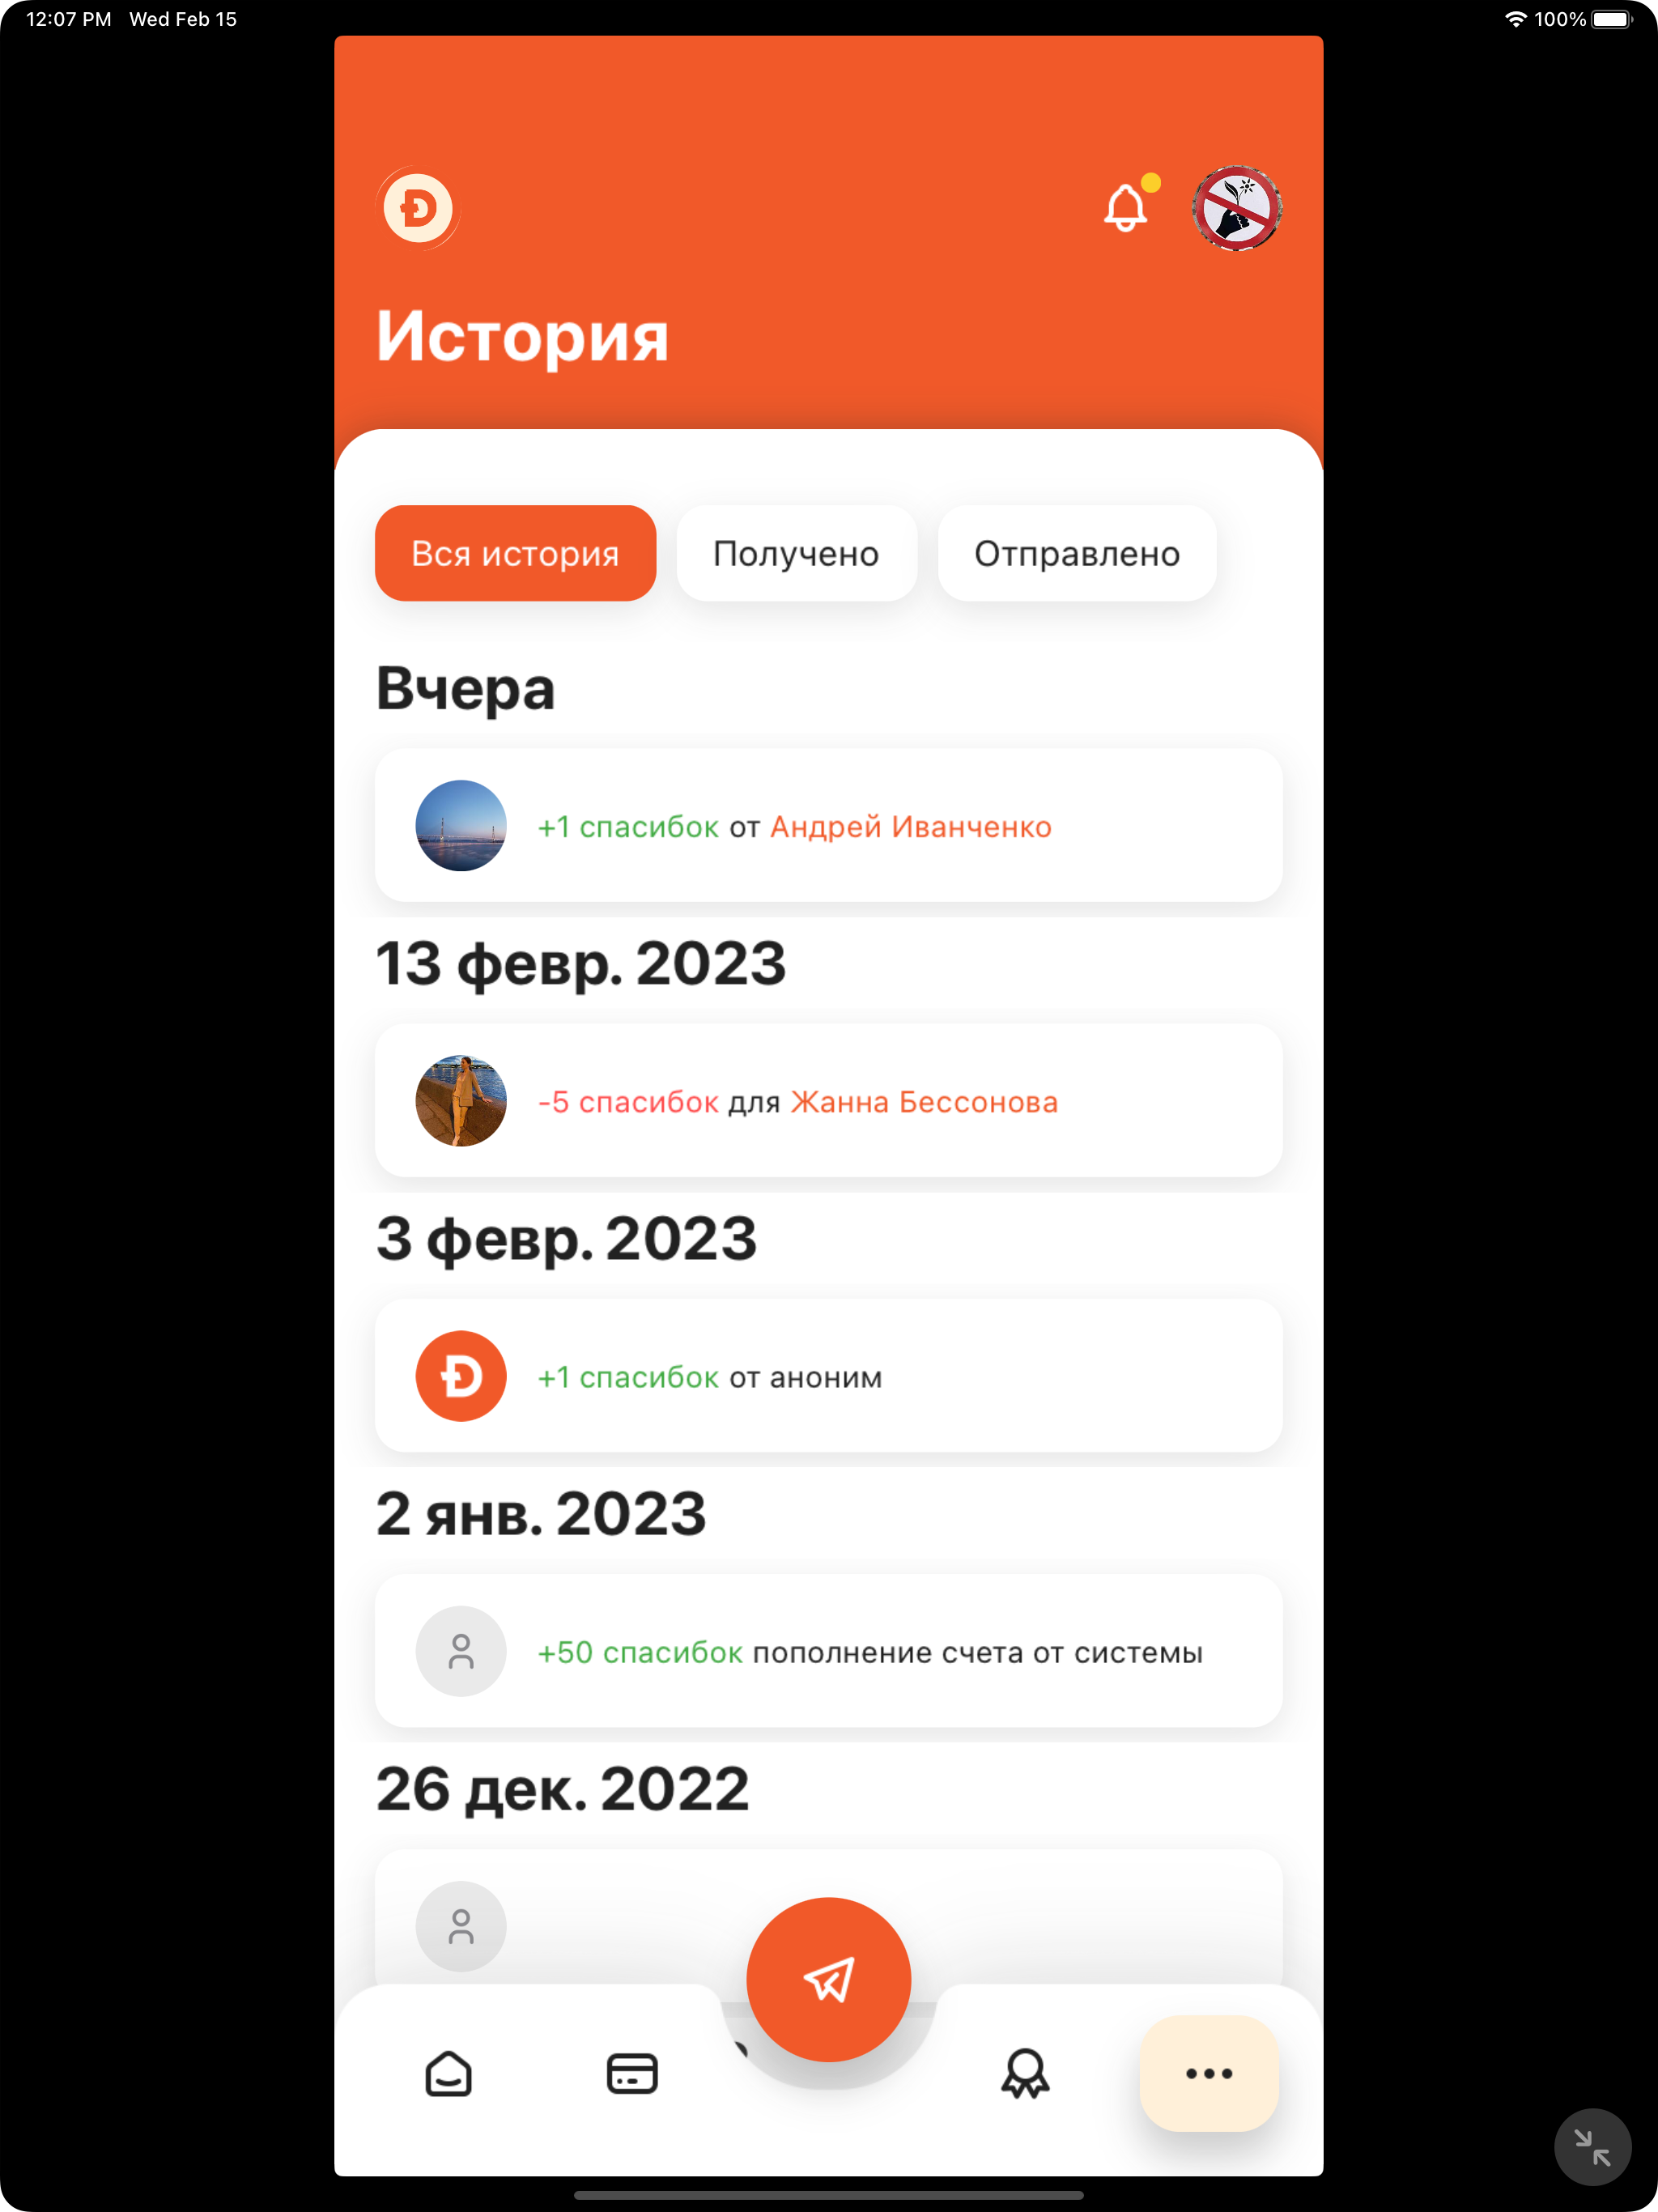 12:07 PM Wed Feb 15
100%
История
Вся история
Получено
Отправлено
Вчера
+1 спасибок от Андрей Иванченко
13 февр. 2023
-5 спасибок для Жанна Бессонова
3 февр. 2023
+1 спасибок от аноним
2 янв. 2023
+50 спасибок пополнение счета от системы
26 дек. 2022